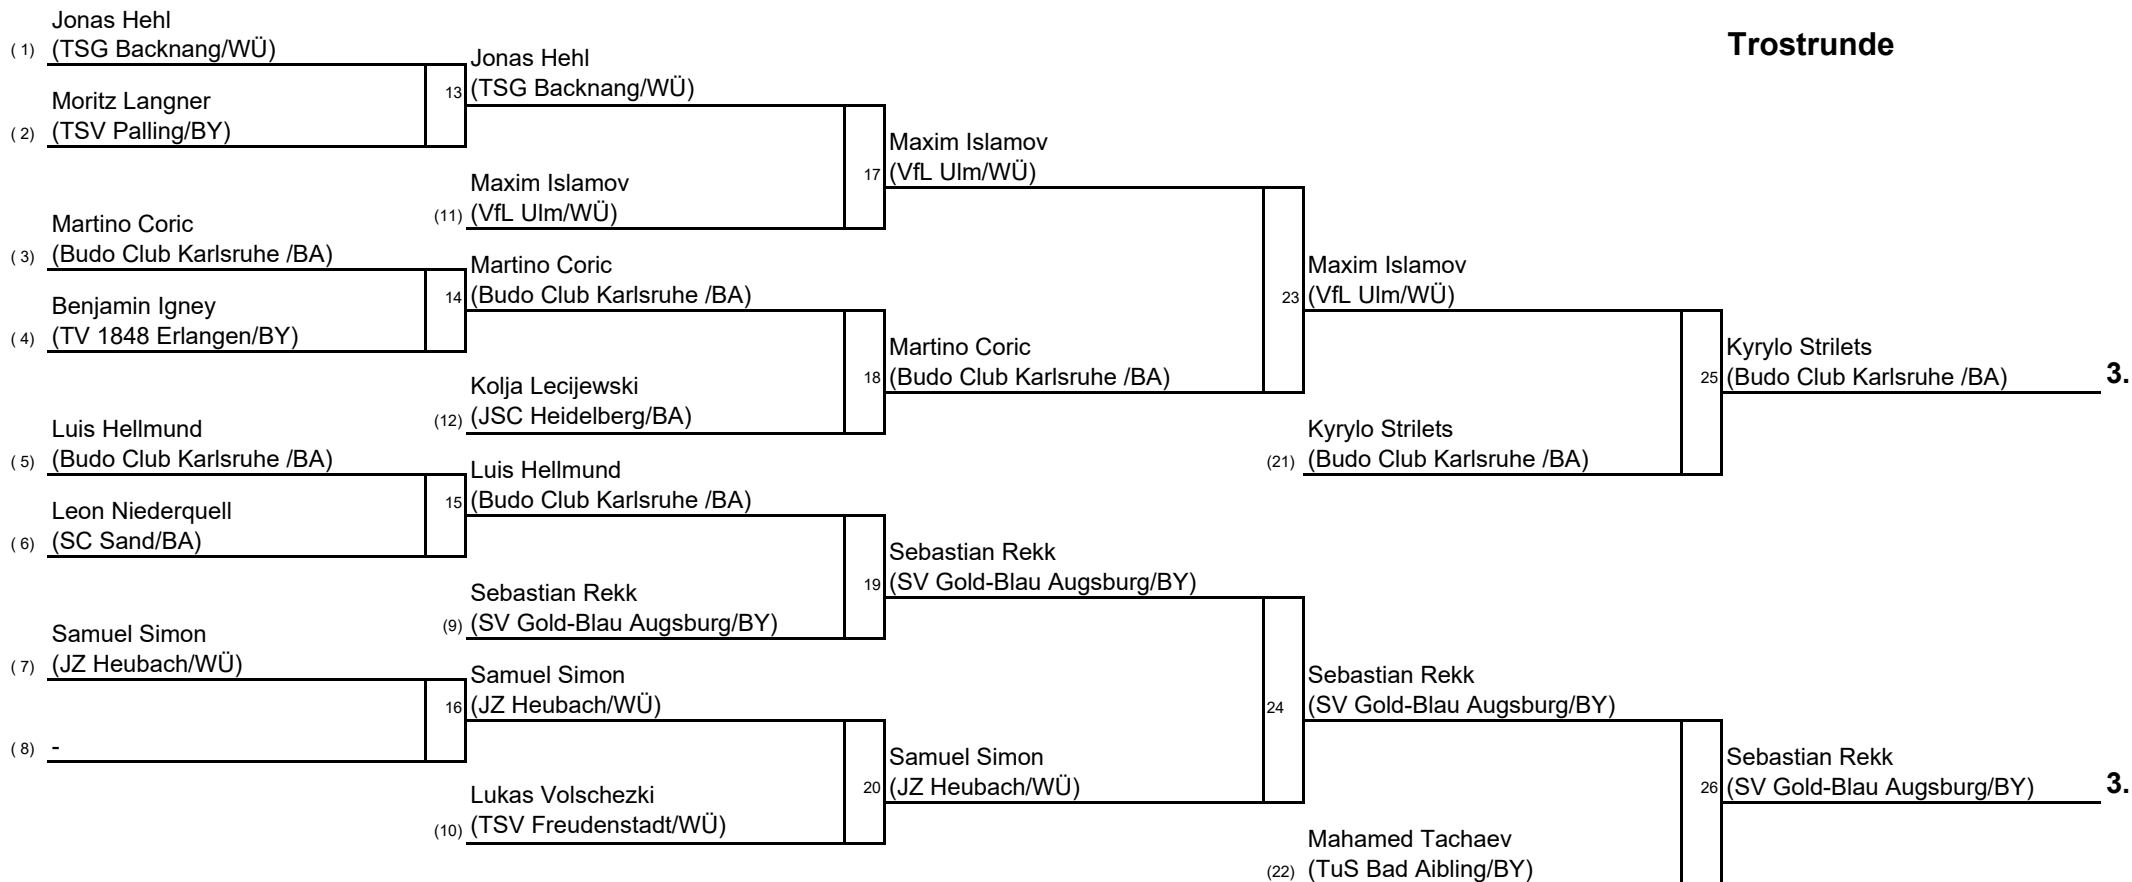 Trostrunde
Jonas Hehl
( 1) (TSG Backnang/WÜ)
Moritz Langner
( 2) (TSV Palling/BY)
Martino Coric
( 3) (Budo Club Karlsruhe /BA)
Benjamin Igney
( 4) (TV 1848 Erlangen/BY)
Luis Hellmund
( 5) (Budo Club Karlsruhe /BA)
Leon Niederquell
( 6) (SC Sand/BA)
Samuel Simon
( 7) (JZ Heubach/WÜ)
( 8) -
Jonas Hehl
13 (TSG Backnang/WÜ)
Maxim Islamov
(11) (VfL Ulm/WÜ)
Martino Coric
14 (Budo Club Karlsruhe /BA)
Kolja Lecijewski
(12) (JSC Heidelberg/BA)
Luis Hellmund
15 (Budo Club Karlsruhe /BA)
Sebastian Rekk
(9) (SV Gold-Blau Augsburg/BY)
Samuel Simon
16 (JZ Heubach/WÜ)
Lukas Volschezki
(10) (TSV Freudenstadt/WÜ)
Maxim Islamov
17 (VfL Ulm/WÜ)
Martino Coric
18 (Budo Club Karlsruhe /BA)
Sebastian Rekk
19 (SV Gold-Blau Augsburg/BY)
Samuel Simon
20 (JZ Heubach/WÜ)
Maxim Islamov
23 (VfL Ulm/WÜ)
Kyrylo Strilets
(21) (Budo Club Karlsruhe /BA)
Sebastian Rekk
24 (SV Gold-Blau Augsburg/BY)
Mahamed Tachaev
(22) (TuS Bad Aibling/BY)
Kyrylo Strilets
25 (Budo Club Karlsruhe /BA) 3.
Sebastian Rekk
26 (SV Gold-Blau Augsburg/BY) 3.